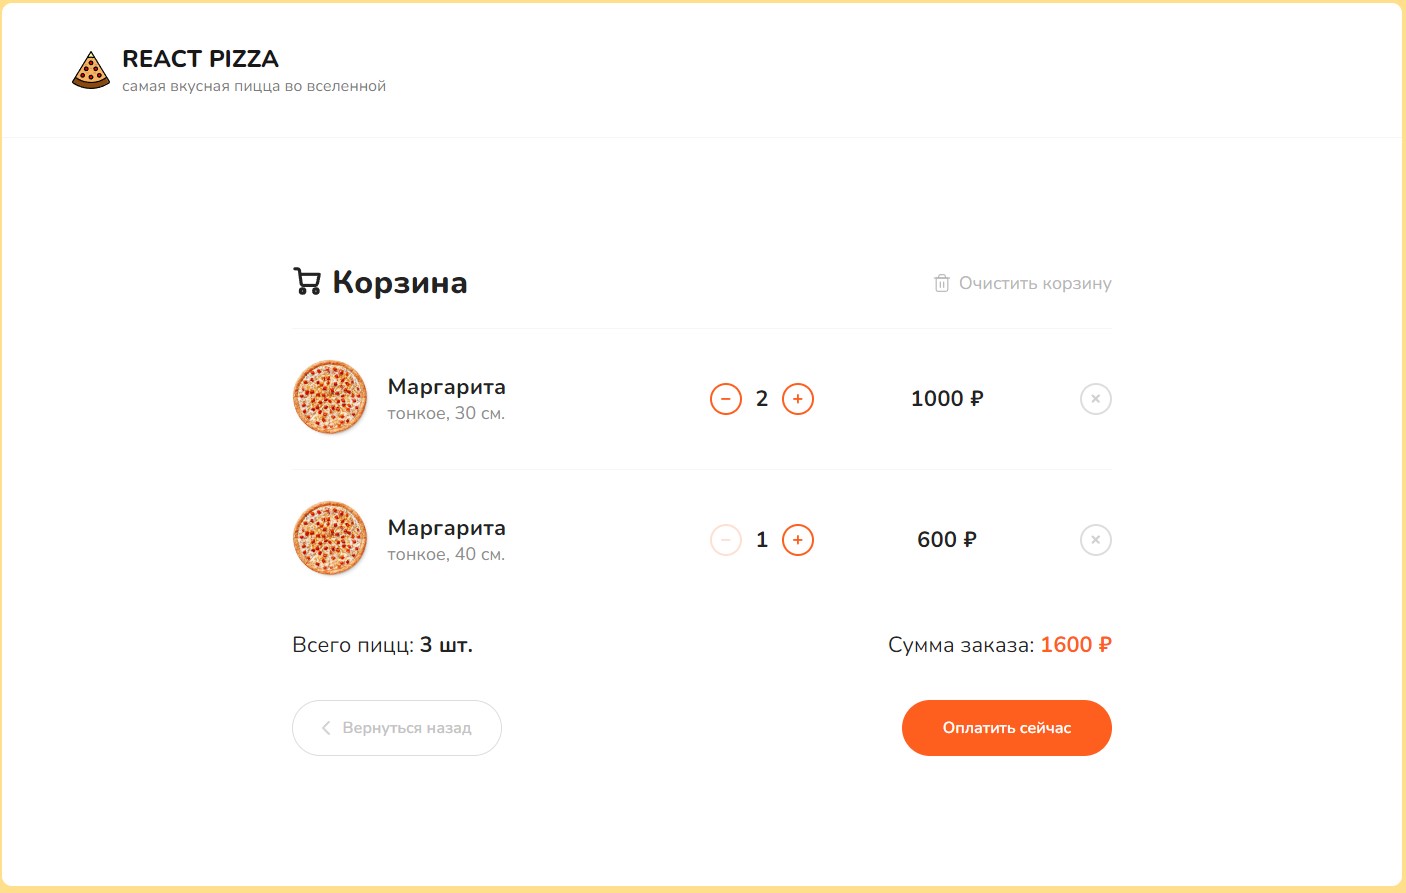 REACT PIZZA
самая вкусная пицца во вселенной
Корзина
Очистить корзину
Маргарита
тонкое, 30 см.
2
1000 ₽
Маргарита
тонкое, 40 см.
1
600 ₽
Всего пицц: 3 шт.
Сумма заказа: 1600 ₽
Вернуться назад
Оплатить сейчас